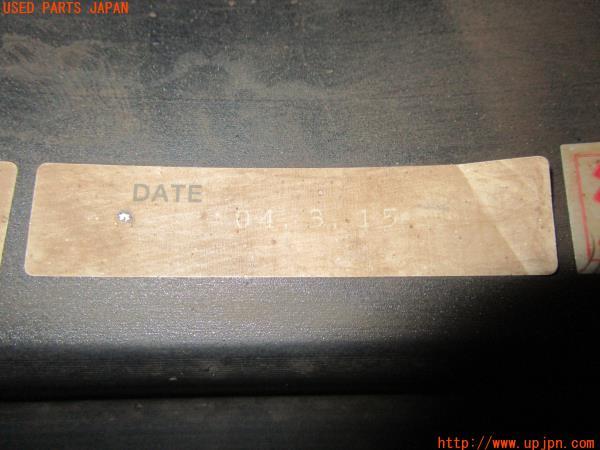 USED PARTS JAPAN
DATE
04. 3. 15
http://www.upjpn.com/